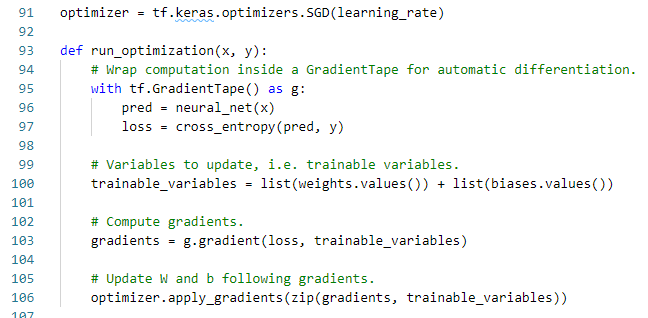 91 optimizer = tf.keras.optimizers.SGD(learning_rate)
92
93 def run_optimization(x, y):
94     # Wrap computation inside a GradientTape for automatic differentiation.
95     with tf.GradientTape() as g:
96         pred = neural_net(x)
97         loss = cross_entropy(pred, y)
98
99     # Variables to update, i.e. trainable variables.
100     trainable_variables = list(weights.values()) + list(biases.values())
101
102     # Compute gradients.
103     gradients = g.gradient(loss, trainable_variables)
104
105     # Update W and b following gradients.
106     optimizer.apply_gradients(zip(gradients, trainable_variables))
107